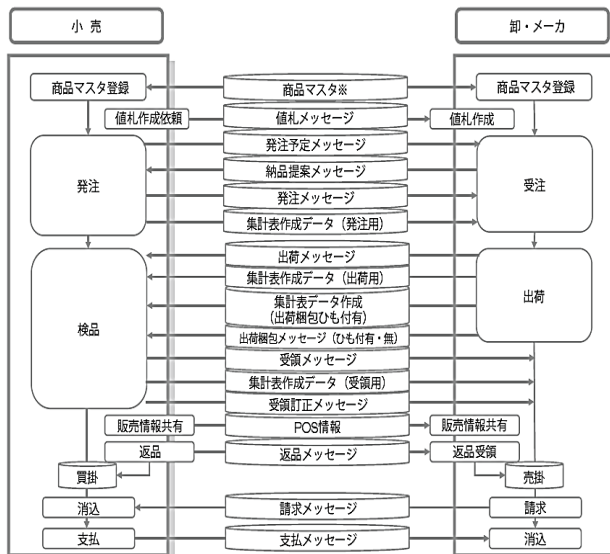 小 売
卸・メーカ
商品マスタ登録
商品マスタ※
商品マスタ登録
値札作成依頼
値札メッセージ
値札作成
発注予定メッセージ
納品提案メッセージ
発注
受注
発注メッセージ
集計表作成データ（発注用）
出荷メッセージ
集計表作成データ（出荷用）
検品
出荷
集計表データ作成
（出荷梱包ひも付有）
出荷梱包メッセージ（ひも付有・無）
受領メッセージ
集計表作成データ（受領用）
受領訂正メッセージ
販売情報共有
POS情報
販売情報共有
返品
返品メッセージ
返品受領
買掛
売掛
消込
請求メッセージ
請求
支払
支払メッセージ
消込